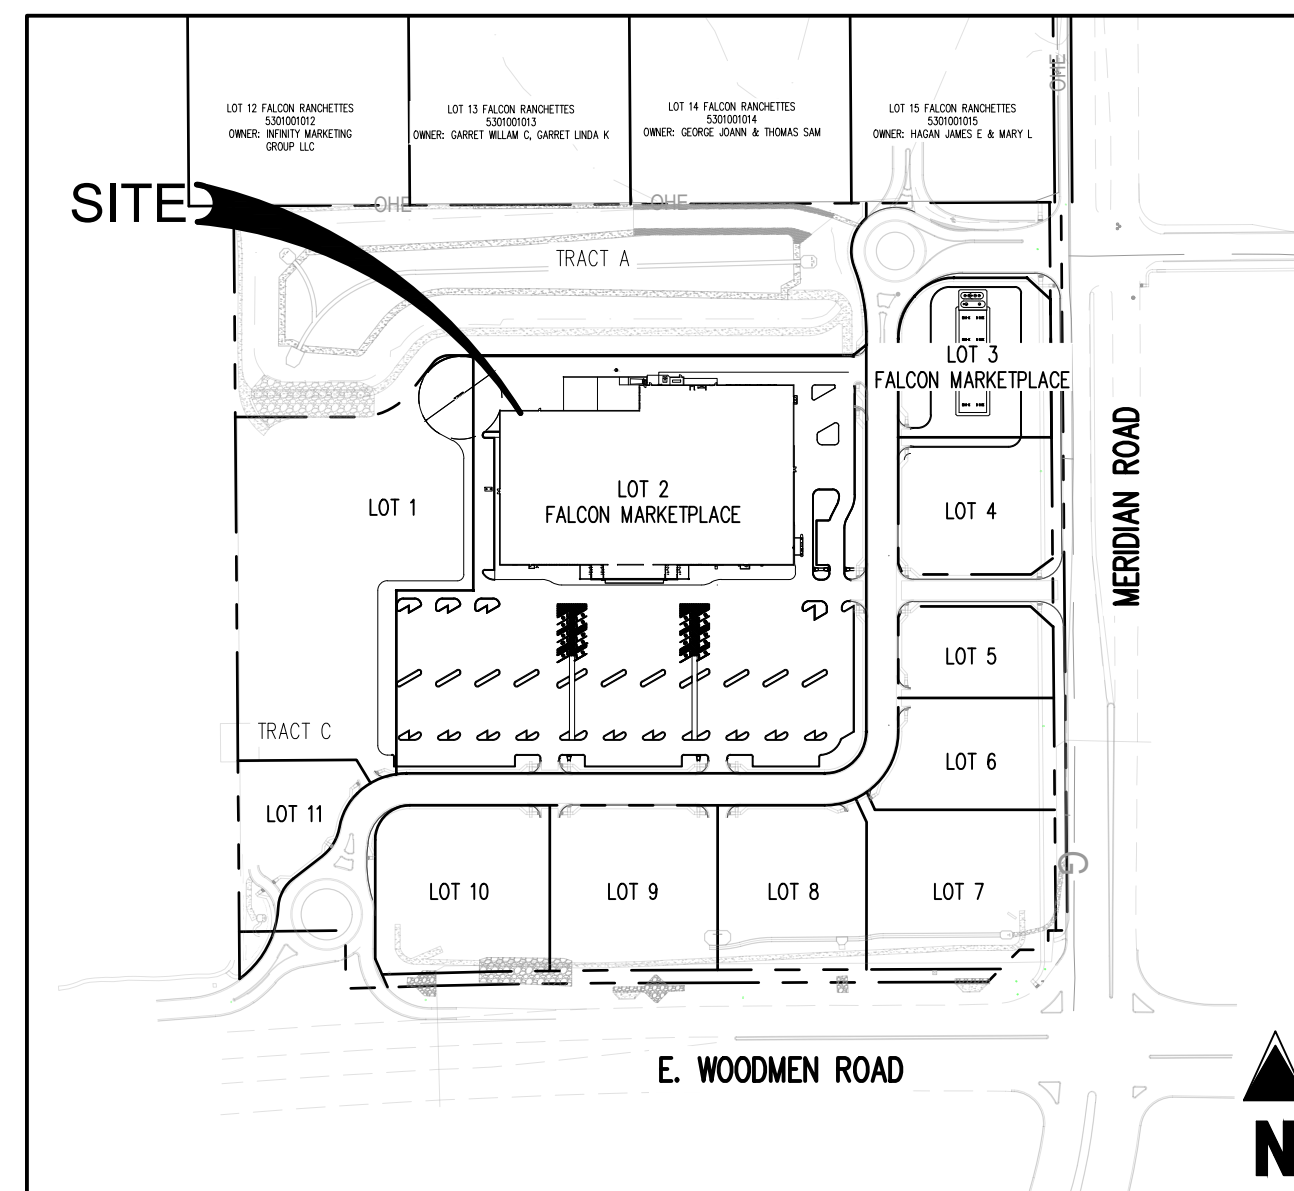 LOT 12 FALCON RANCHETTES
5301001012
OWNER: INFINITY MARKETING
GROUP LLC
LOT 13 FALCON RANCHETTES
5301001013
OWNER: GARRET WILLAM C, GARRET LINDA K
LOT 14 FALCON RANCHETTES
5301001014
OWNER: GEORGE JOANN & THOMAS SAM
LOT 15 FALCON RANCHETTES
5301001015
OWNER: HAGAN JAMES E & MARY L
OHE
SITE
OHE
OHE
TRACT A
LOT 3
FALCON MARKETPLACE
LOT 1
LOT 2
FALCON MARKETPLACE
LOT 4
MERIDIAN ROAD
LOT 5
TRACT C
LOT 6
LOT 11
G
LOT 10
LOT 9
LOT 8
LOT 7
E. WOODMEN ROAD
N